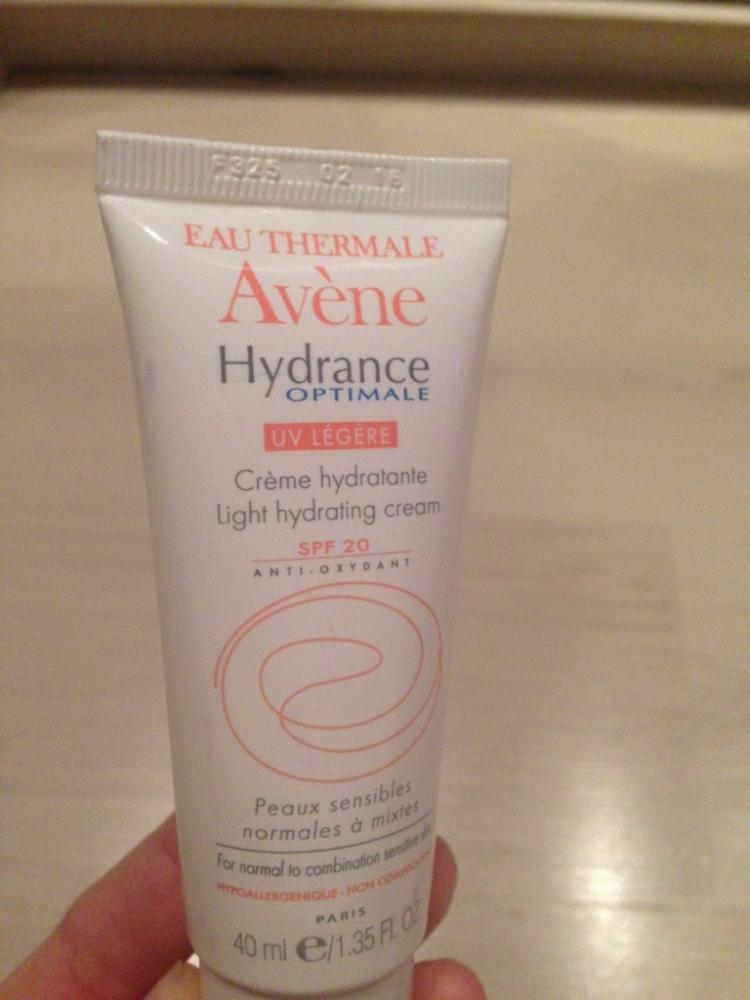 F325 02 16
EAU THERMALE
Avène
Hydrance
OPTIMALE
UV LÉGÈRE
Crème hydratante
Light hydrating cream
SPF 20
ANTI-OXYDANT
Peaux sensibles
normales à mixtes
For normal to combination sensitive skin
HYPOALLERGENIQUE - NON
PARIS
40 ml e/1.35 FL. OZ